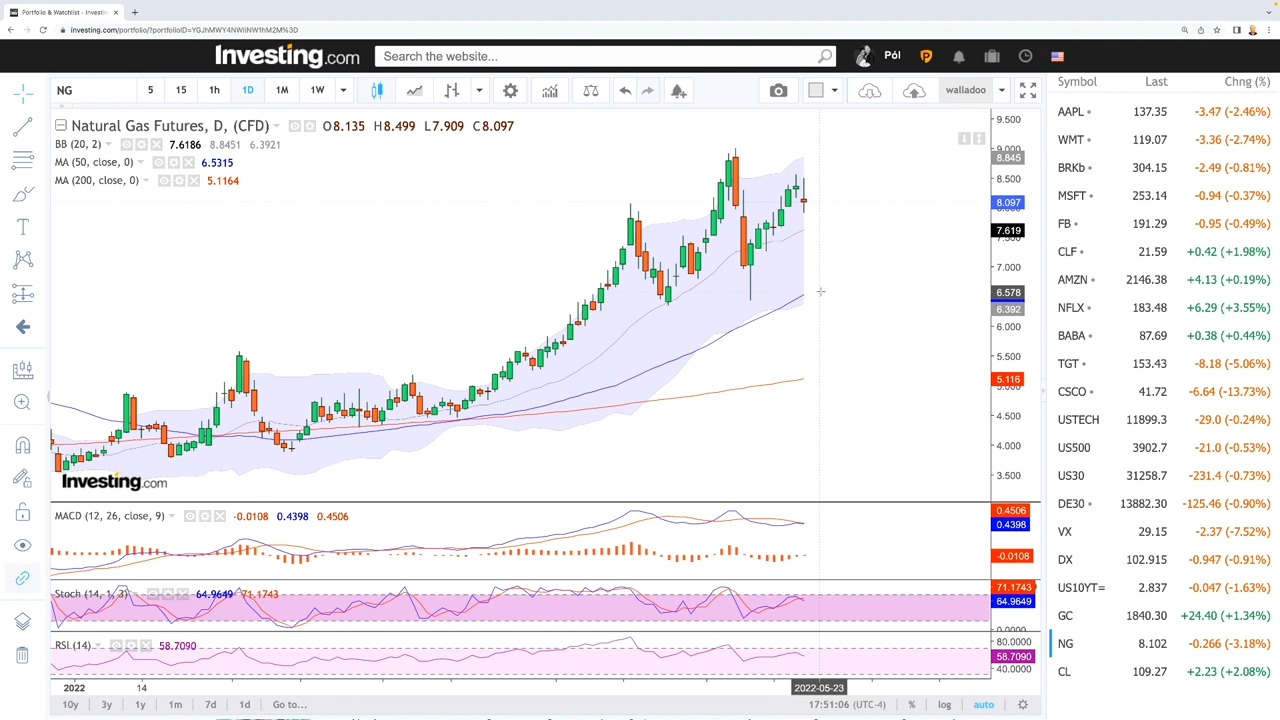 Portfolio & Watchlist - Investi
investing.com/portfolio/?portfolioID=YGJhMWY4NWIiNW1hM2M%3D
Investing.com
Search the website...
Pól
NG
5 15 1h 1D 1M 1W
walladoo
Natural Gas Futures, D, (CFD) O8.135 H8.499 L7.909 C8.097
BB (20, 2) 7.6186 8.8451 6.3921
MA (50, close, 0) 6.5315
MA (200, close, 0) 5.1164
9.500
9.000
8.845
8.500
8.097
7.619
7.500
7.000
6.578
6.392
6.000
5.500
5.116
4.500
4.000
3.500
Investing.com
MACD (12, 26, close, 9) -0.0108 0.4398 0.4506
0.4506
0.4398
-0.0108
Stoch (14, 1, 3) 64.9649 71.1743
71.1743
64.9649
0.0000
RSI (14) 58.7090
80.0000
58.7090
40.0000
2022 14 2022-05-23
10y 3y 1y 1m 7d 1d Go to... 17:51:06 (UTC-4) % log auto
Symbol Last Chng (%)
AAPL 137.35 -3.47 (-2.46%)
WMT 119.07 -3.36 (-2.74%)
BRKb 304.15 -2.49 (-0.81%)
MSFT 253.14 -0.94 (-0.37%)
FB 191.29 -0.95 (-0.49%)
CLF 21.59 +0.42 (+1.98%)
AMZN 2146.38 +4.13 (+0.19%)
NFLX 183.48 +6.29 (+3.55%)
BABA 87.69 +0.38 (+0.44%)
TGT 153.43 -8.18 (-5.06%)
CSCO 41.72 -6.64 (-13.73%)
USTECH 11899.3 -29.0 (-0.24%)
US500 3902.7 -21.0 (-0.53%)
US30 31258.7 -231.4 (-0.73%)
DE30 13882.30 -125.46 (-0.90%)
VX 29.15 -2.37 (-7.52%)
DX 102.915 -0.947 (-0.91%)
US10YT= 2.837 -0.047 (-1.63%)
GC 1840.30 +24.40 (+1.34%)
NG 8.102 -0.266 (-3.18%)
CL 109.27 +2.23 (+2.08%)